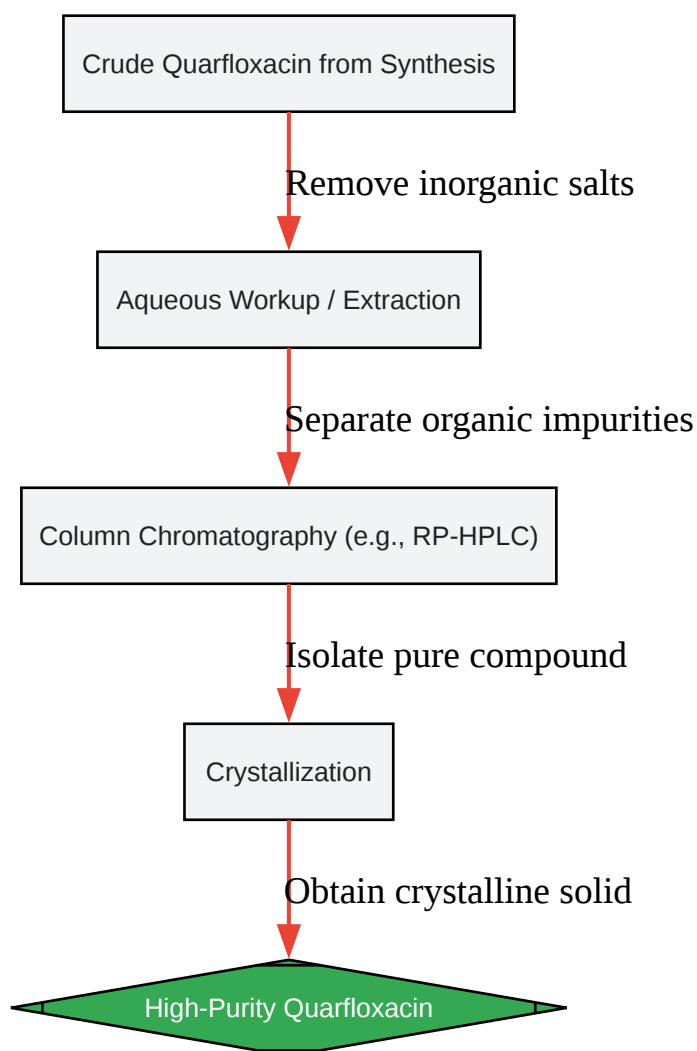 Crude Quarfloxacin from Synthesis
Remove inorganic salts
Aqueous Workup / Extraction
Separate organic impurities
Column Chromatography (e.g., RP-HPLC)
Isolate pure compound
Crystallization
Obtain crystalline solid
High-Purity Quarfloxacin